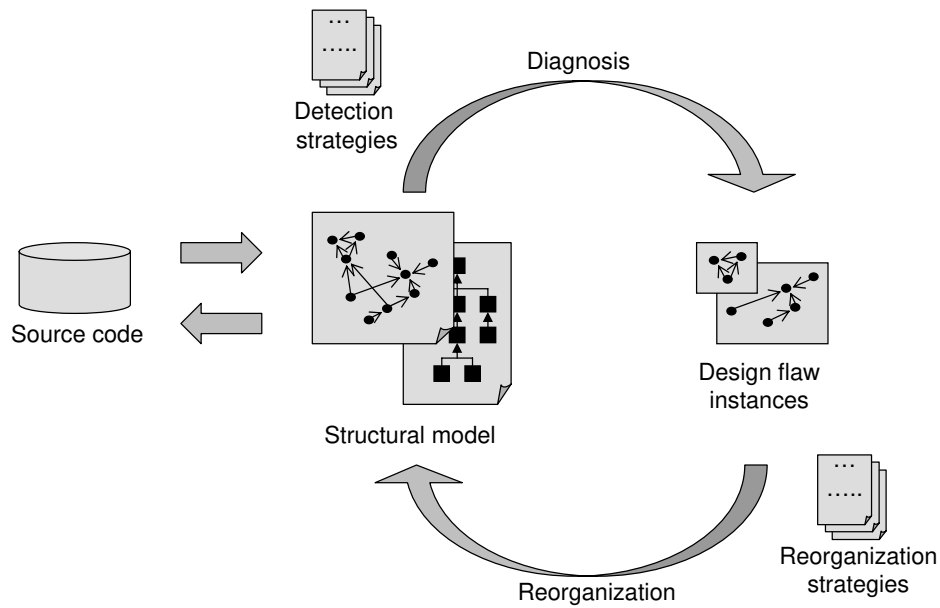 ... 
.....
Detection
strategies
Diagnosis
Source code
Structural model
Design flaw
instances
...
.....
Reorganization
strategies
Reorganization